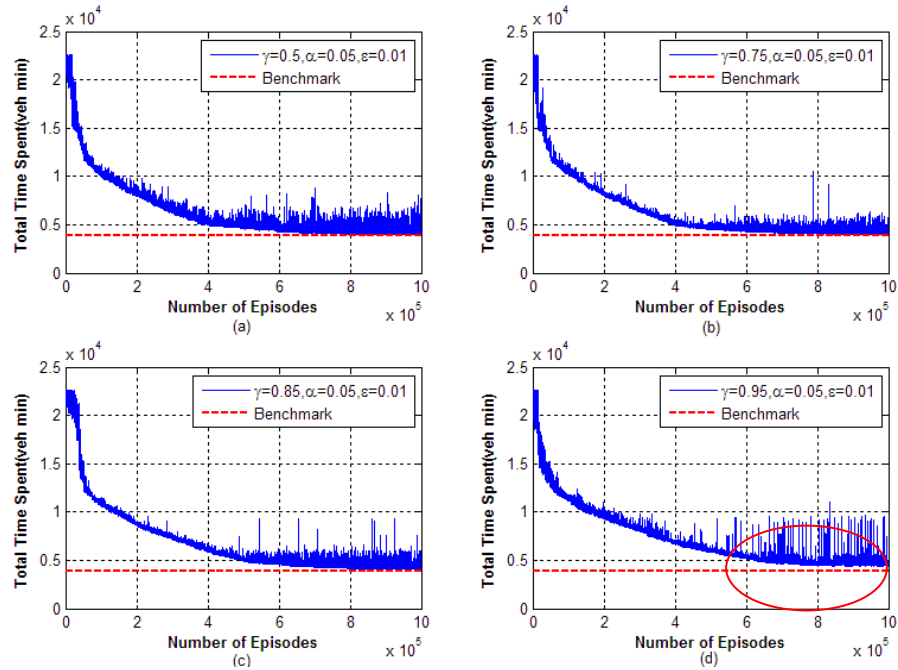 x 10^4
2.5
2
1.5
1
0.5
0
Total Time Spent(veh min)
γ=0.5,α=0.05,ε=0.01
Benchmark
0 2 4 6 8 10
Number of Episodes
x 10^5
(a)
x 10^4
2.5
2
1.5
1
0.5
0
Total Time Spent(veh min)
γ=0.75,α=0.05,ε=0.01
Benchmark
0 2 4 6 8 10
Number of Episodes
x 10^5
(b)
x 10^4
2.5
2
1.5
1
0.5
0
Total Time Spent(veh min)
γ=0.85,α=0.05,ε=0.01
Benchmark
0 2 4 6 8 10
Number of Episodes
x 10^5
(c)
x 10^4
2.5
2
1.5
1
0.5
0
Total Time Spent(veh min)
γ=0.95,α=0.05,ε=0.01
Benchmark
0 2 4 6 8 10
Number of Episodes
x 10^5
(d)